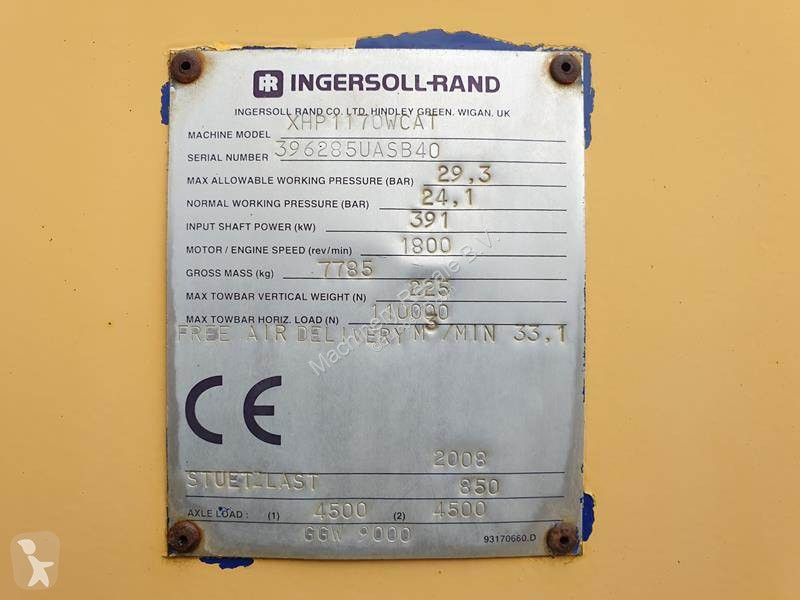 INGERSOLL-RAND
INGERSOLL RAND CO. LTD. HINDLEY GREEN. WIGAN. UK
MACHINE MODEL XHP1170WCAT
SERIAL NUMBER 396285UASB40
MAX ALLOWABLE WORKING PRESSURE (BAR) 29,3
NORMAL WORKING PRESSURE (BAR) 24,1
INPUT SHAFT POWER (kW) 391
MOTOR / ENGINE SPEED (rev/min) 1800
GROSS MASS (kg) 7785
MAX TOWBAR VERTICAL WEIGHT (N) 225
MAX TOWBAR HORIZ. LOAD (N) 110000
FREE AIR DELIVERY M³/MIN 33,1
CE
2008
STUETZLAST 850
AXLE LOAD : (1) 4500 (2) 4500
GGW 9000
93170660.D
Machinery Resale B.V.